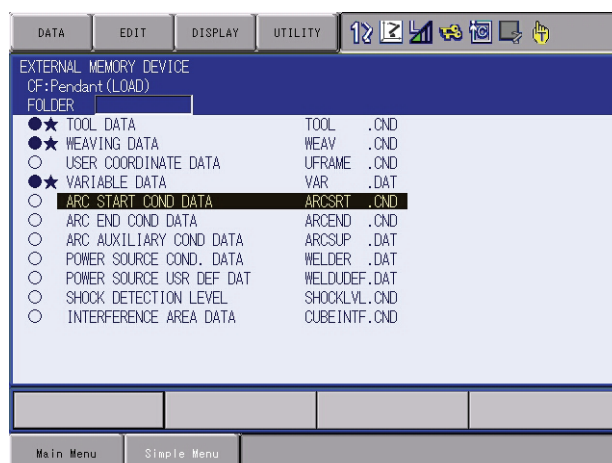 DATA EDIT DISPLAY UTILITY
EXTERNAL MEMORY DEVICE
CF:Pendant(LOAD)
FOLDER
●★ TOOL DATA TOOL .CND
●★ WEAVING DATA WEAV .CND
○ USER COORDINATE DATA UFRAME .CND
●★ VARIABLE DATA VAR .DAT
○ ARC START COND DATA ARCSRT .CND
○ ARC END COND DATA ARCEND .CND
○ ARC AUXILIARY COND DATA ARCSUP .DAT
○ POWER SOURCE COND. DATA WELDER .DAT
○ POWER SOURCE USR DEF DAT WELDUDEF.DAT
○ SHOCK DETECTION LEVEL SHOCKLVL.CND
○ INTERFERENCE AREA DATA CUBEINTF.CND
Main Menu Simple Menu